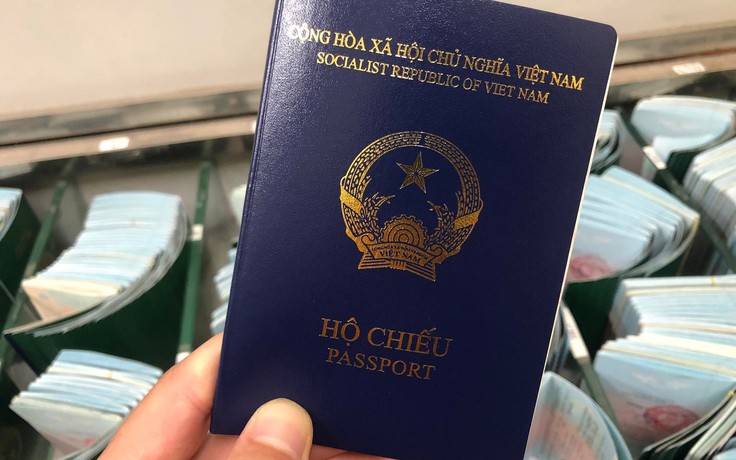 CỘNG HÒA XÃ HỘI CHỦ NGHĨA VIỆT NAM
SOCIALIST REPUBLIC OF VIET NAM
VIỆT NAM
HỘ CHIẾU
PASSPORT